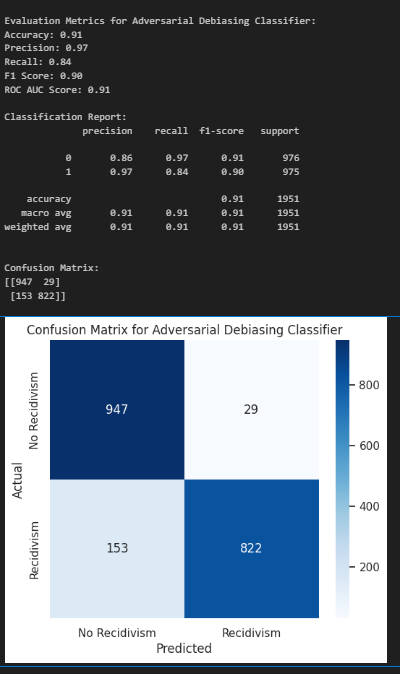 Evaluation Metrics for Adversarial Debiasing Classifier:
Accuracy: 0.91
Precision: 0.97
Recall: 0.84
F1 Score: 0.90
ROC AUC Score: 0.91
Classification Report:
precision recall f1-score support
0 0.86 0.97 0.91 976
1 0.97 0.84 0.90 975
accuracy 0.91 1951
macro avg 0.91 0.91 0.91 1951
weighted avg 0.91 0.91 0.91 1951
Confusion Matrix:
[[947 29]
[153 822]]
Confusion Matrix for Adversarial Debiasing Classifier
Actual
No Recidivism
947
29
Recidivism
153
822
No Recidivism
Recidivism
Predicted
800
600
400
200